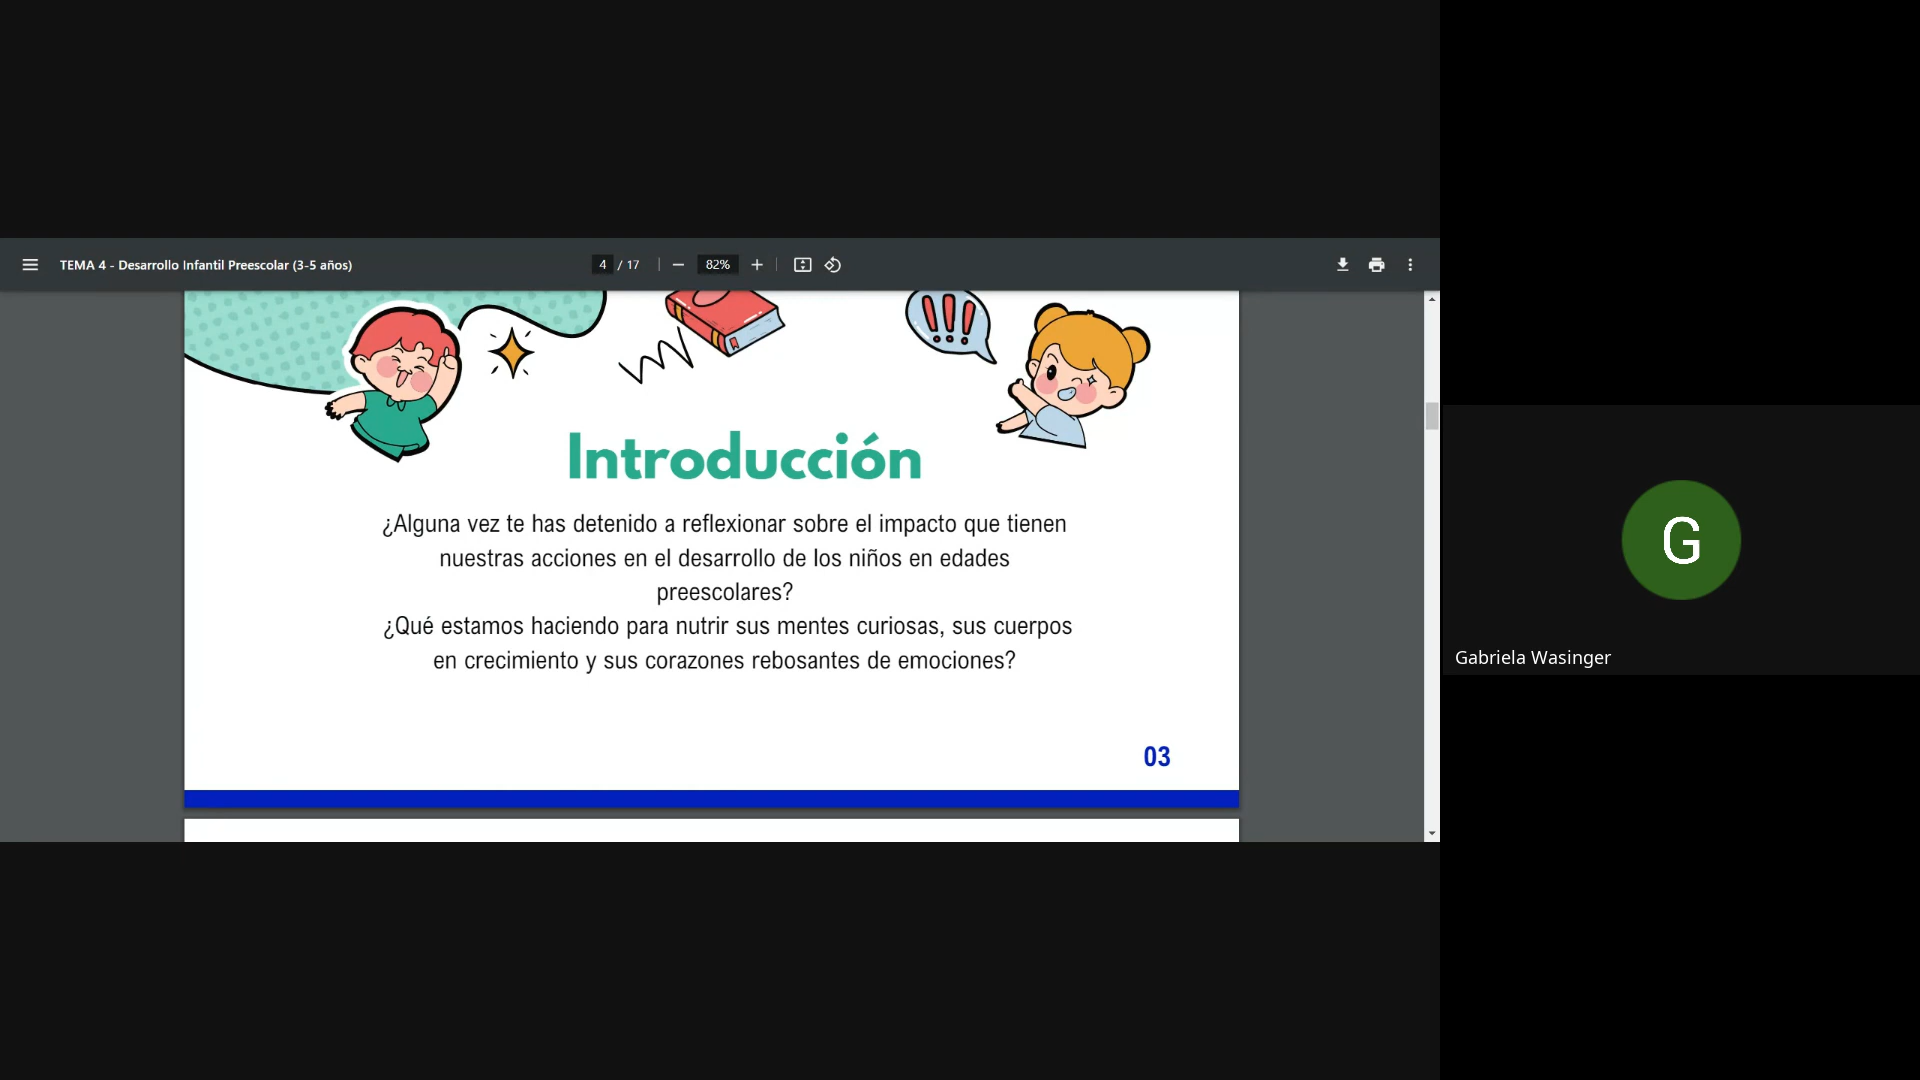 TEMA 4 - Desarrollo Infantil Preescolar (3-5 años)
4 / 17
82%
Introducción
¿Alguna vez te has detenido a reflexionar sobre el impacto que tienen
nuestras acciones en el desarrollo de los niños en edades
preescolares?
¿Qué estamos haciendo para nutrir sus mentes curiosas, sus cuerpos
en crecimiento y sus corazones rebosantes de emociones?
03
G
Gabriela Wasinger